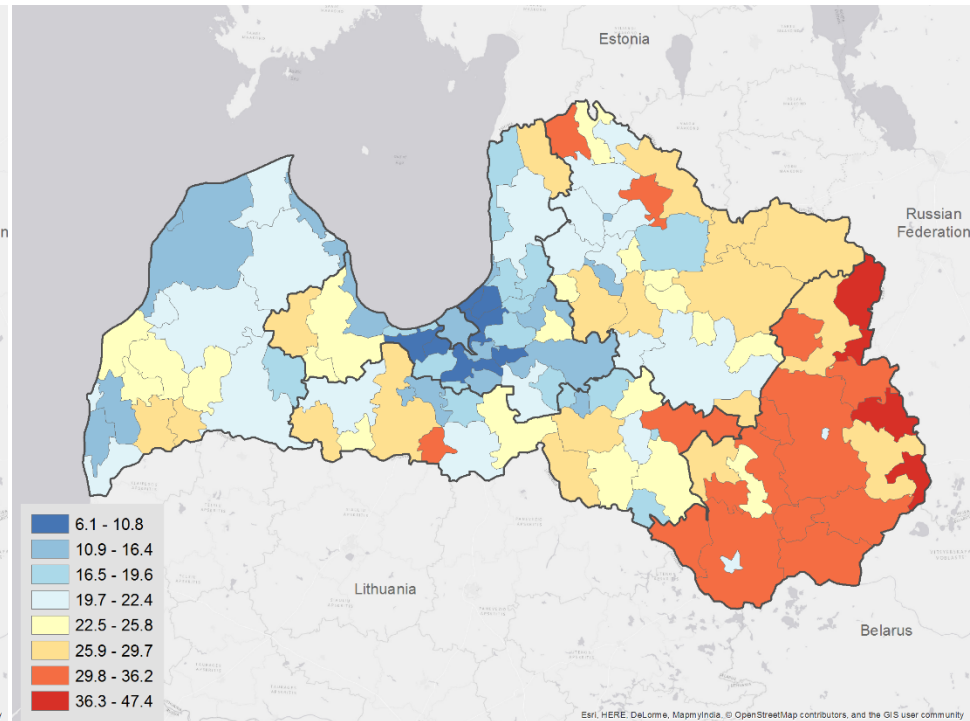 Estonia
Russian
Federation
n
6.1 - 10.8
10.9 - 16.4
16.5 - 19.6
19.7 - 22.4
22.5 - 25.8
25.9 - 29.7
29.8 - 36.2
36.3 - 47.4
Lithuania
Belarus
Esri, HERE, DeLorme, MapmyIndia, © OpenStreetMap contributors, and the GIS user community